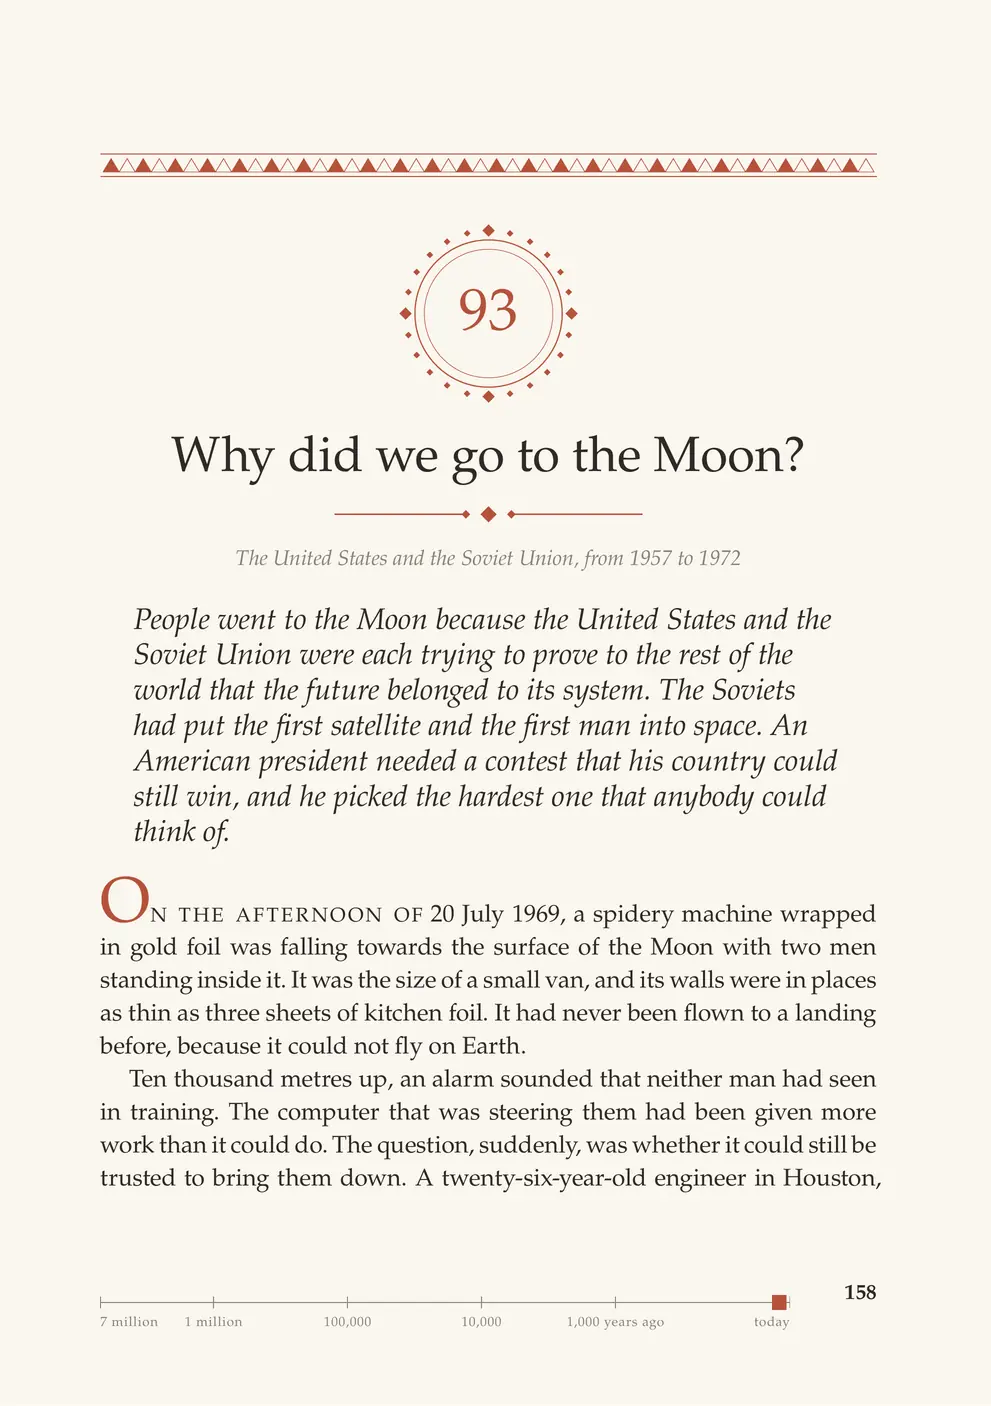 93
Why did we go to the Moon?
The United States and the Soviet Union, from 1957 to 1972
People went to the Moon because the United States and the
Soviet Union were each trying to prove to the rest of the
world that the future belonged to its system. The Soviets
had put the first satellite and the first man into space. An
American president needed a contest that his country could
still win, and he picked the hardest one that anybody could
think of.
ON THE AFTERNOON OF 20 July 1969, a spidery machine wrapped
in gold foil was falling towards the surface of the Moon with two men
standing inside it. It was the size of a small van, and its walls were in places
as thin as three sheets of kitchen foil. It had never been flown to a landing
before, because it could not fly on Earth.
Ten thousand metres up, an alarm sounded that neither man had seen
in training. The computer that was steering them had been given more
work than it could do. The question, suddenly, was whether it could still be
trusted to bring them down. A twenty-six-year-old engineer in Houston,
158
7 million 1 million 100,000 10,000 1,000 years ago today